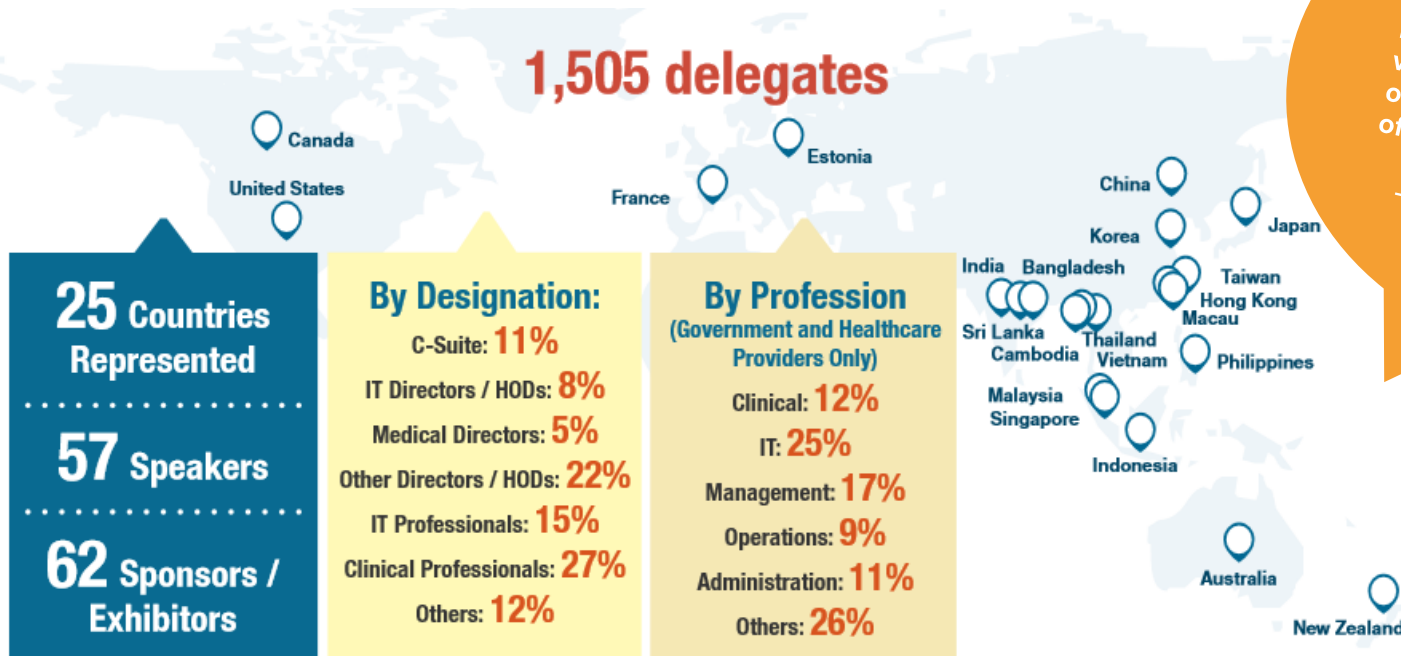 1,505 delegates
Canada
United States
France
Estonia
China
Korea
Japan
India
Bangladesh
Taiwan
Hong Kong
Macau
Sri Lanka
Cambodia
Thailand
Vietnam
Philippines
Malaysia
Singapore
Indonesia
Australia
New Zealand
25 Countries
Represented
57 Speakers
62 Sponsors /
Exhibitors
By Designation:
C-Suite: 11%
IT Directors / HODs: 8%
Medical Directors: 5%
Other Directors / HODs: 22%
IT Professionals: 15%
Clinical Professionals: 27%
Others: 12%
By Profession
(Government and Healthcare
Providers Only)
Clinical: 12%
IT: 25%
Management: 17%
Operations: 9%
Administration: 11%
Others: 26%